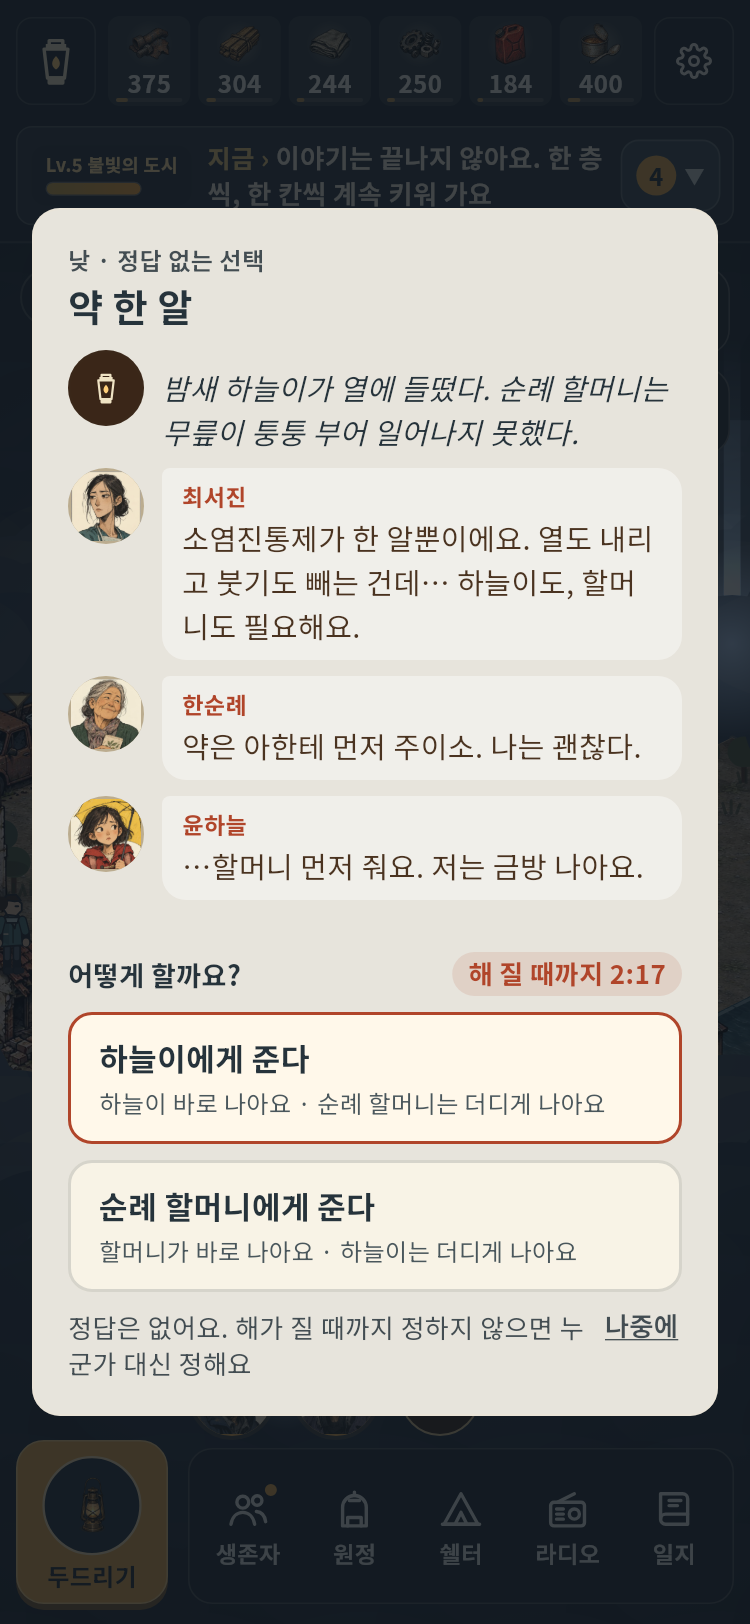 375 304 244 250 184 400
Lv.5 불빛의 도시
지금 › 이야기는 끝나지 않아요. 한 층
씩, 한 칸씩 계속 키워 가요
4
낮 · 정답 없는 선택
약 한 알
밤새 하늘이가 열에 들떴다. 순례 할머니는
무릎이 퉁퉁 부어 일어나지 못했다.
최서진
소염진통제가 한 알뿐이에요. 열도 내리
고 붓기도 빼는 건데… 하늘이도, 할머
니도 필요해요.
한순례
약은 아한테 먼저 주이소. 나는 괜찮다.
윤하늘
…할머니 먼저 줘요. 저는 금방 나아요.
어떻게 할까요?
해 질 때까지 2:17
하늘이에게 준다
하늘이 바로 나아요 · 순례 할머니는 더디게 나아요
순례 할머니에게 준다
할머니가 바로 나아요 · 하늘이는 더디게 나아요
정답은 없어요. 해가 질 때까지 정하지 않으면 누
군가 대신 정해요
나중에
두드리기
생존자 원정 쉘터 라디오 일지